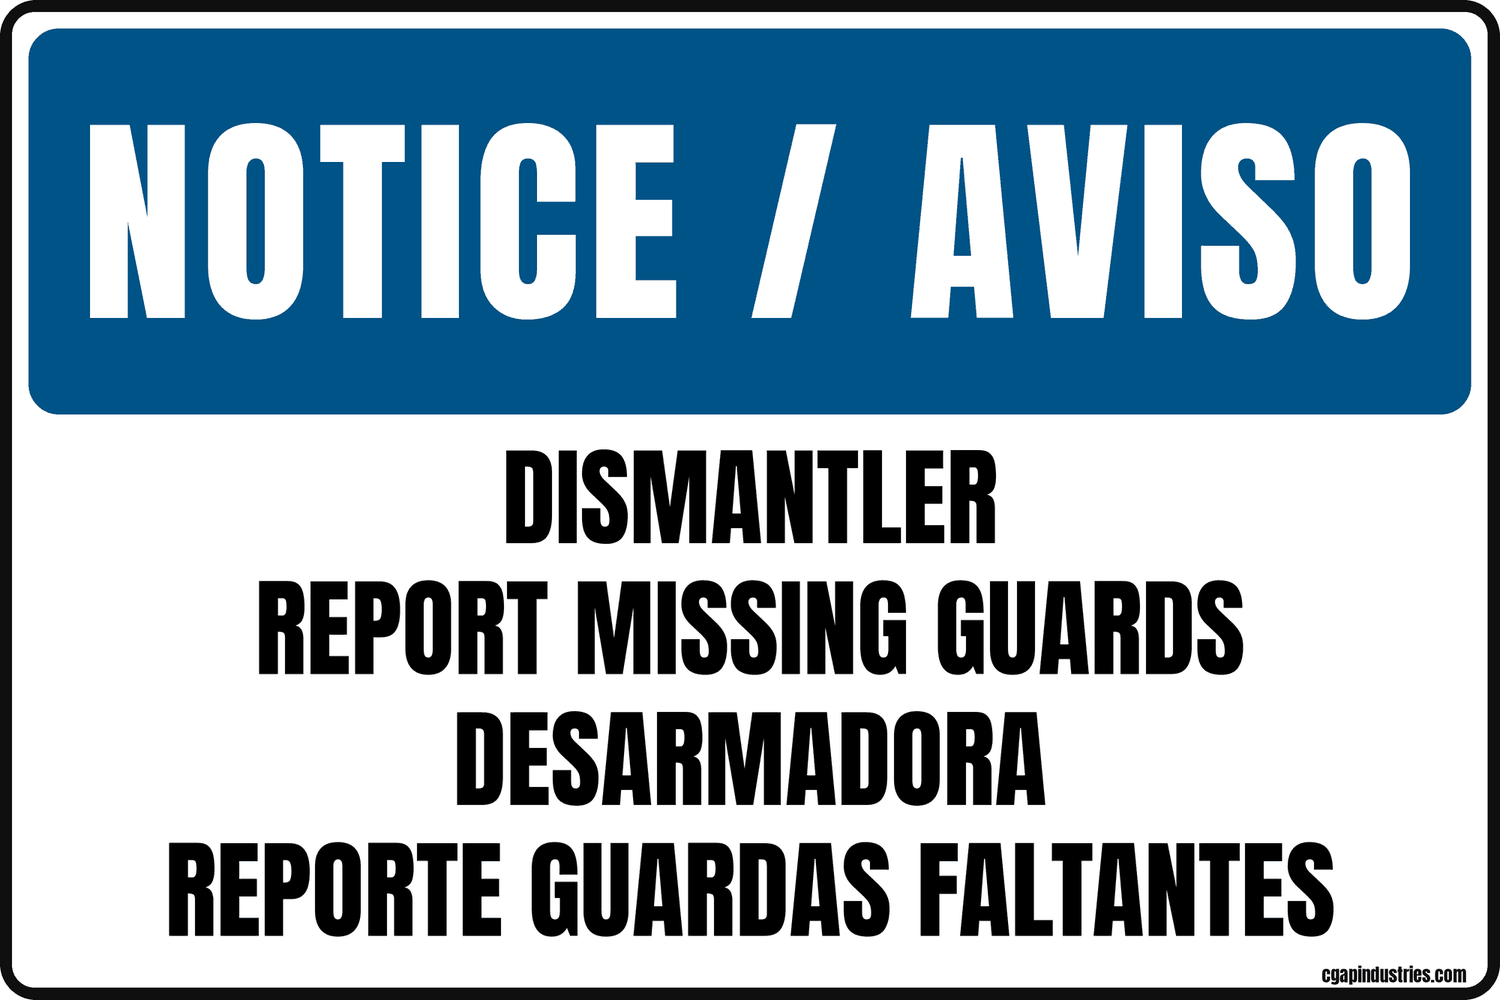 NOTICE / AVISO
DISMANTLER
REPORT MISSING GUARDS
DESARMADORA
REPORTE GUARDAS FALTANTES
cgapindustries.com